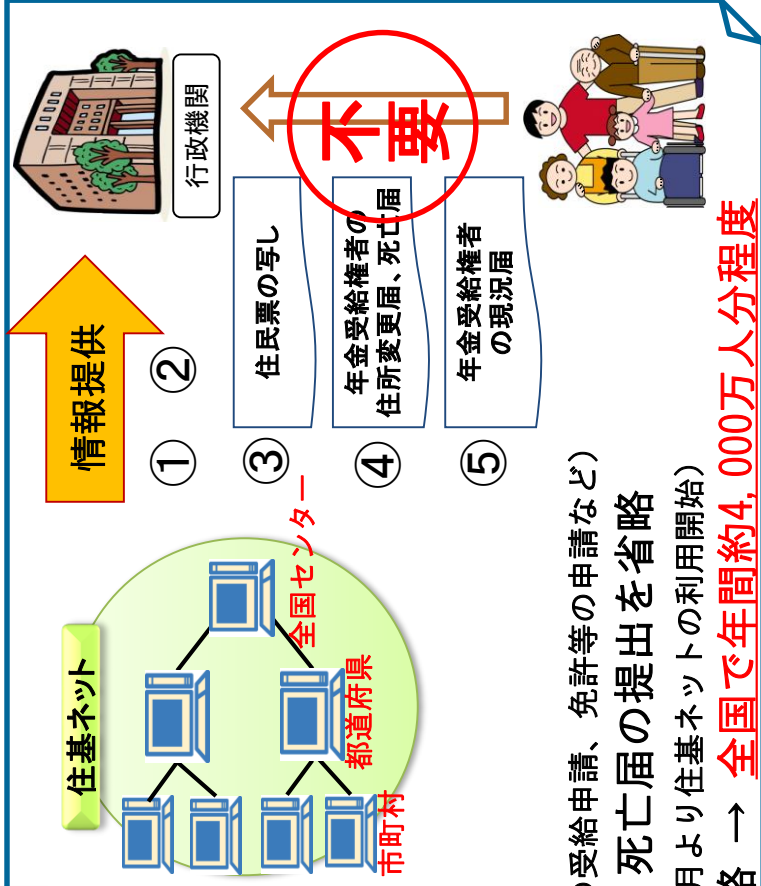 住基ネット
市町村
都道府県
全国センター
情報提供
行政機関
①
②
③
住民票の写し
④
年金受給権者の
住所変更届、死亡届
⑤
年金受給権者
の現況届
不要
の受給申請、免許等の申請など）
死亡届の提出を省略
月より住基ネットの利用開始）
略 → 全国で年間約4,000万人分程度